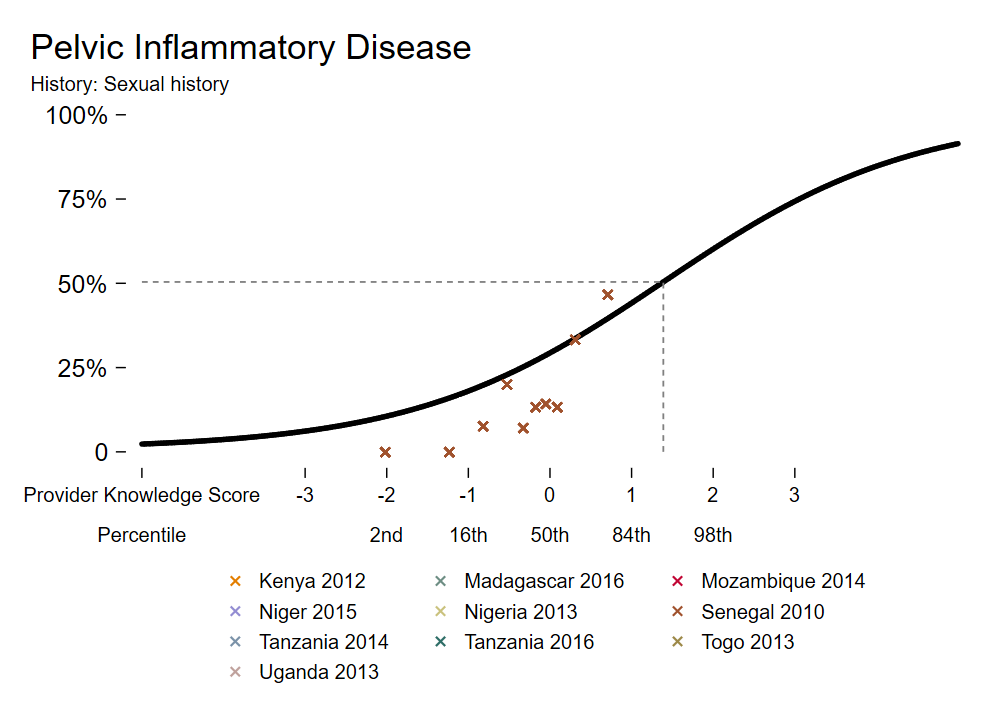 Pelvic Inflammatory Disease
History: Sexual history
100%
75%
50%
25%
0
Provider Knowledge Score -3 -2 -1 0 1 2 3
Percentile 2nd 16th 50th 84th 98th
Kenya 2012 Madagascar 2016 Mozambique 2014
Niger 2015 Nigeria 2013 Senegal 2010
Tanzania 2014 Tanzania 2016 Togo 2013
Uganda 2013